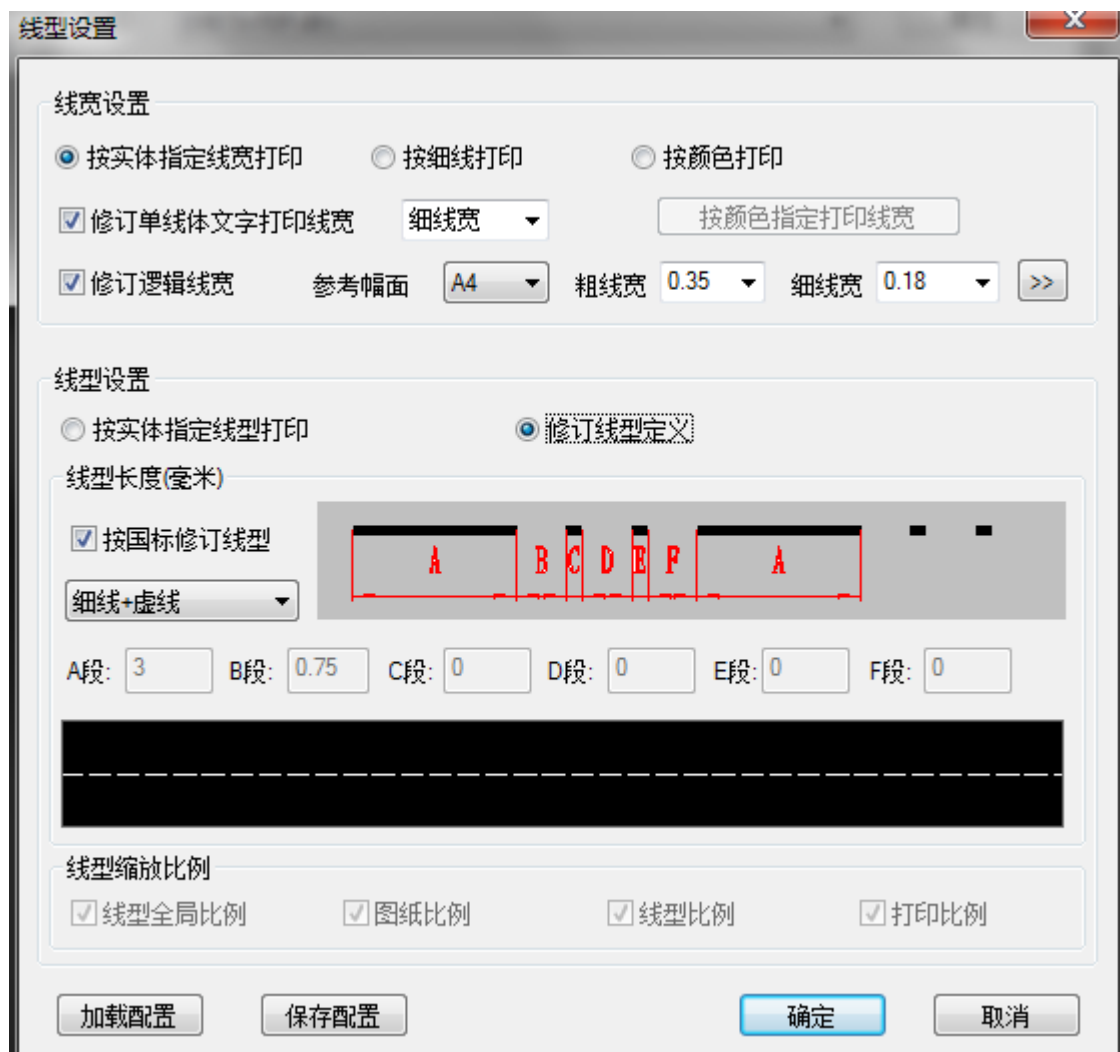 线型设置
X
线宽设置
按实体指定线宽打印 按细线打印 按颜色打印
修订单线体文字打印线宽 细线宽 按颜色指定打印线宽
修订逻辑线宽 参考幅面 A4 粗线宽 0.35 细线宽 0.18 >>
线型设置
按实体指定线型打印 修订线型定义
线型长度(毫米)
按国标修订线型
A B C D E F A
细线+虚线
A段: 3 B段: 0.75 C段: 0 D段: 0 E段: 0 F段: 0
线型缩放比例
线型全局比例 图纸比例 线型比例 打印比例
加载配置 保存配置 确定 取消